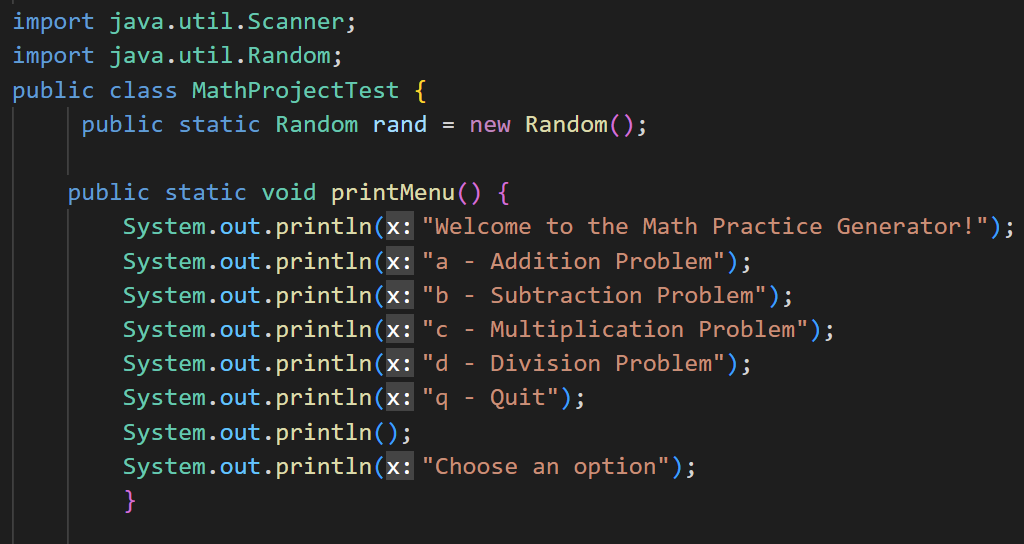 import java.util.Scanner;
import java.util.Random;
public class MathProjectTest {
public static Random rand = new Random();
public static void printMenu() {
System.out.println(x: "Welcome to the Math Practice Generator!");
System.out.println(x: "a - Addition Problem");
System.out.println(x: "b - Subtraction Problem");
System.out.println(x: "c - Multiplication Problem");
System.out.println(x: "d - Division Problem");
System.out.println(x: "q - Quit");
System.out.println();
System.out.println(x: "Choose an option");
}